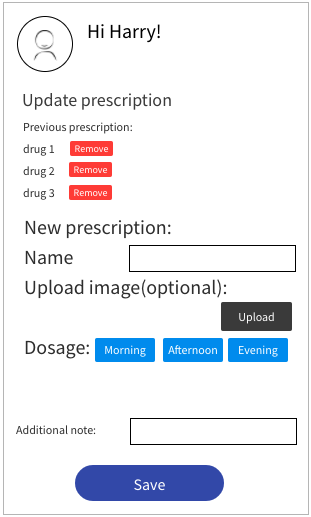 Hi Harry!
Update prescription
Previous prescription:
drug 1 Remove
drug 2 Remove
drug 3 Remove
New prescription:
Name
Upload image(optional):
Upload
Dosage: Morning Afternoon Evening
Additional note:
Save